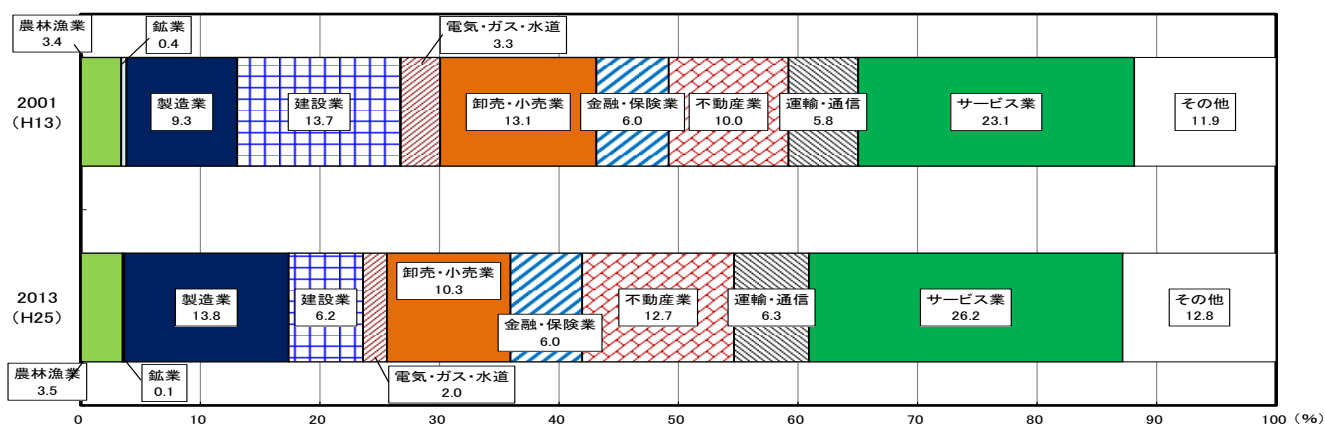 農林漁業
3.4
鉱業
0.4
電気・ガス・水道
3.3
2001
(H13)
製造業
9.3
建設業
13.7
卸売・小売業
13.1
金融・保険業
6.0
不動産業
10.0
運輸・通信
5.8
サービス業
23.1
その他
11.9
2013
(H25)
製造業
13.8
建設業
6.2
卸売・小売業
10.3
金融・保険業
6.0
不動産業
12.7
運輸・通信
6.3
サービス業
26.2
その他
12.8
農林漁業
3.5
鉱業
0.1
電気・ガス・水道
2.0
0 10 20 30 40 50 60 70 80 90 100 (%)